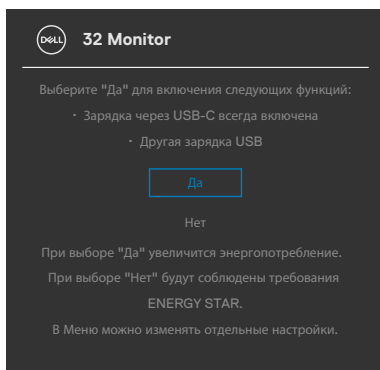 DELL 32 Monitor
Выберите "Да" для включения следующих функций:
· Зарядка через USB-C всегда включена
· Другая зарядка USB
Да
Нет
При выборе "Да" увеличится энергопотребление.
При выборе "Нет" будут соблюдены требования
ENERGY STAR.
В Меню можно изменять отдельные настройки.